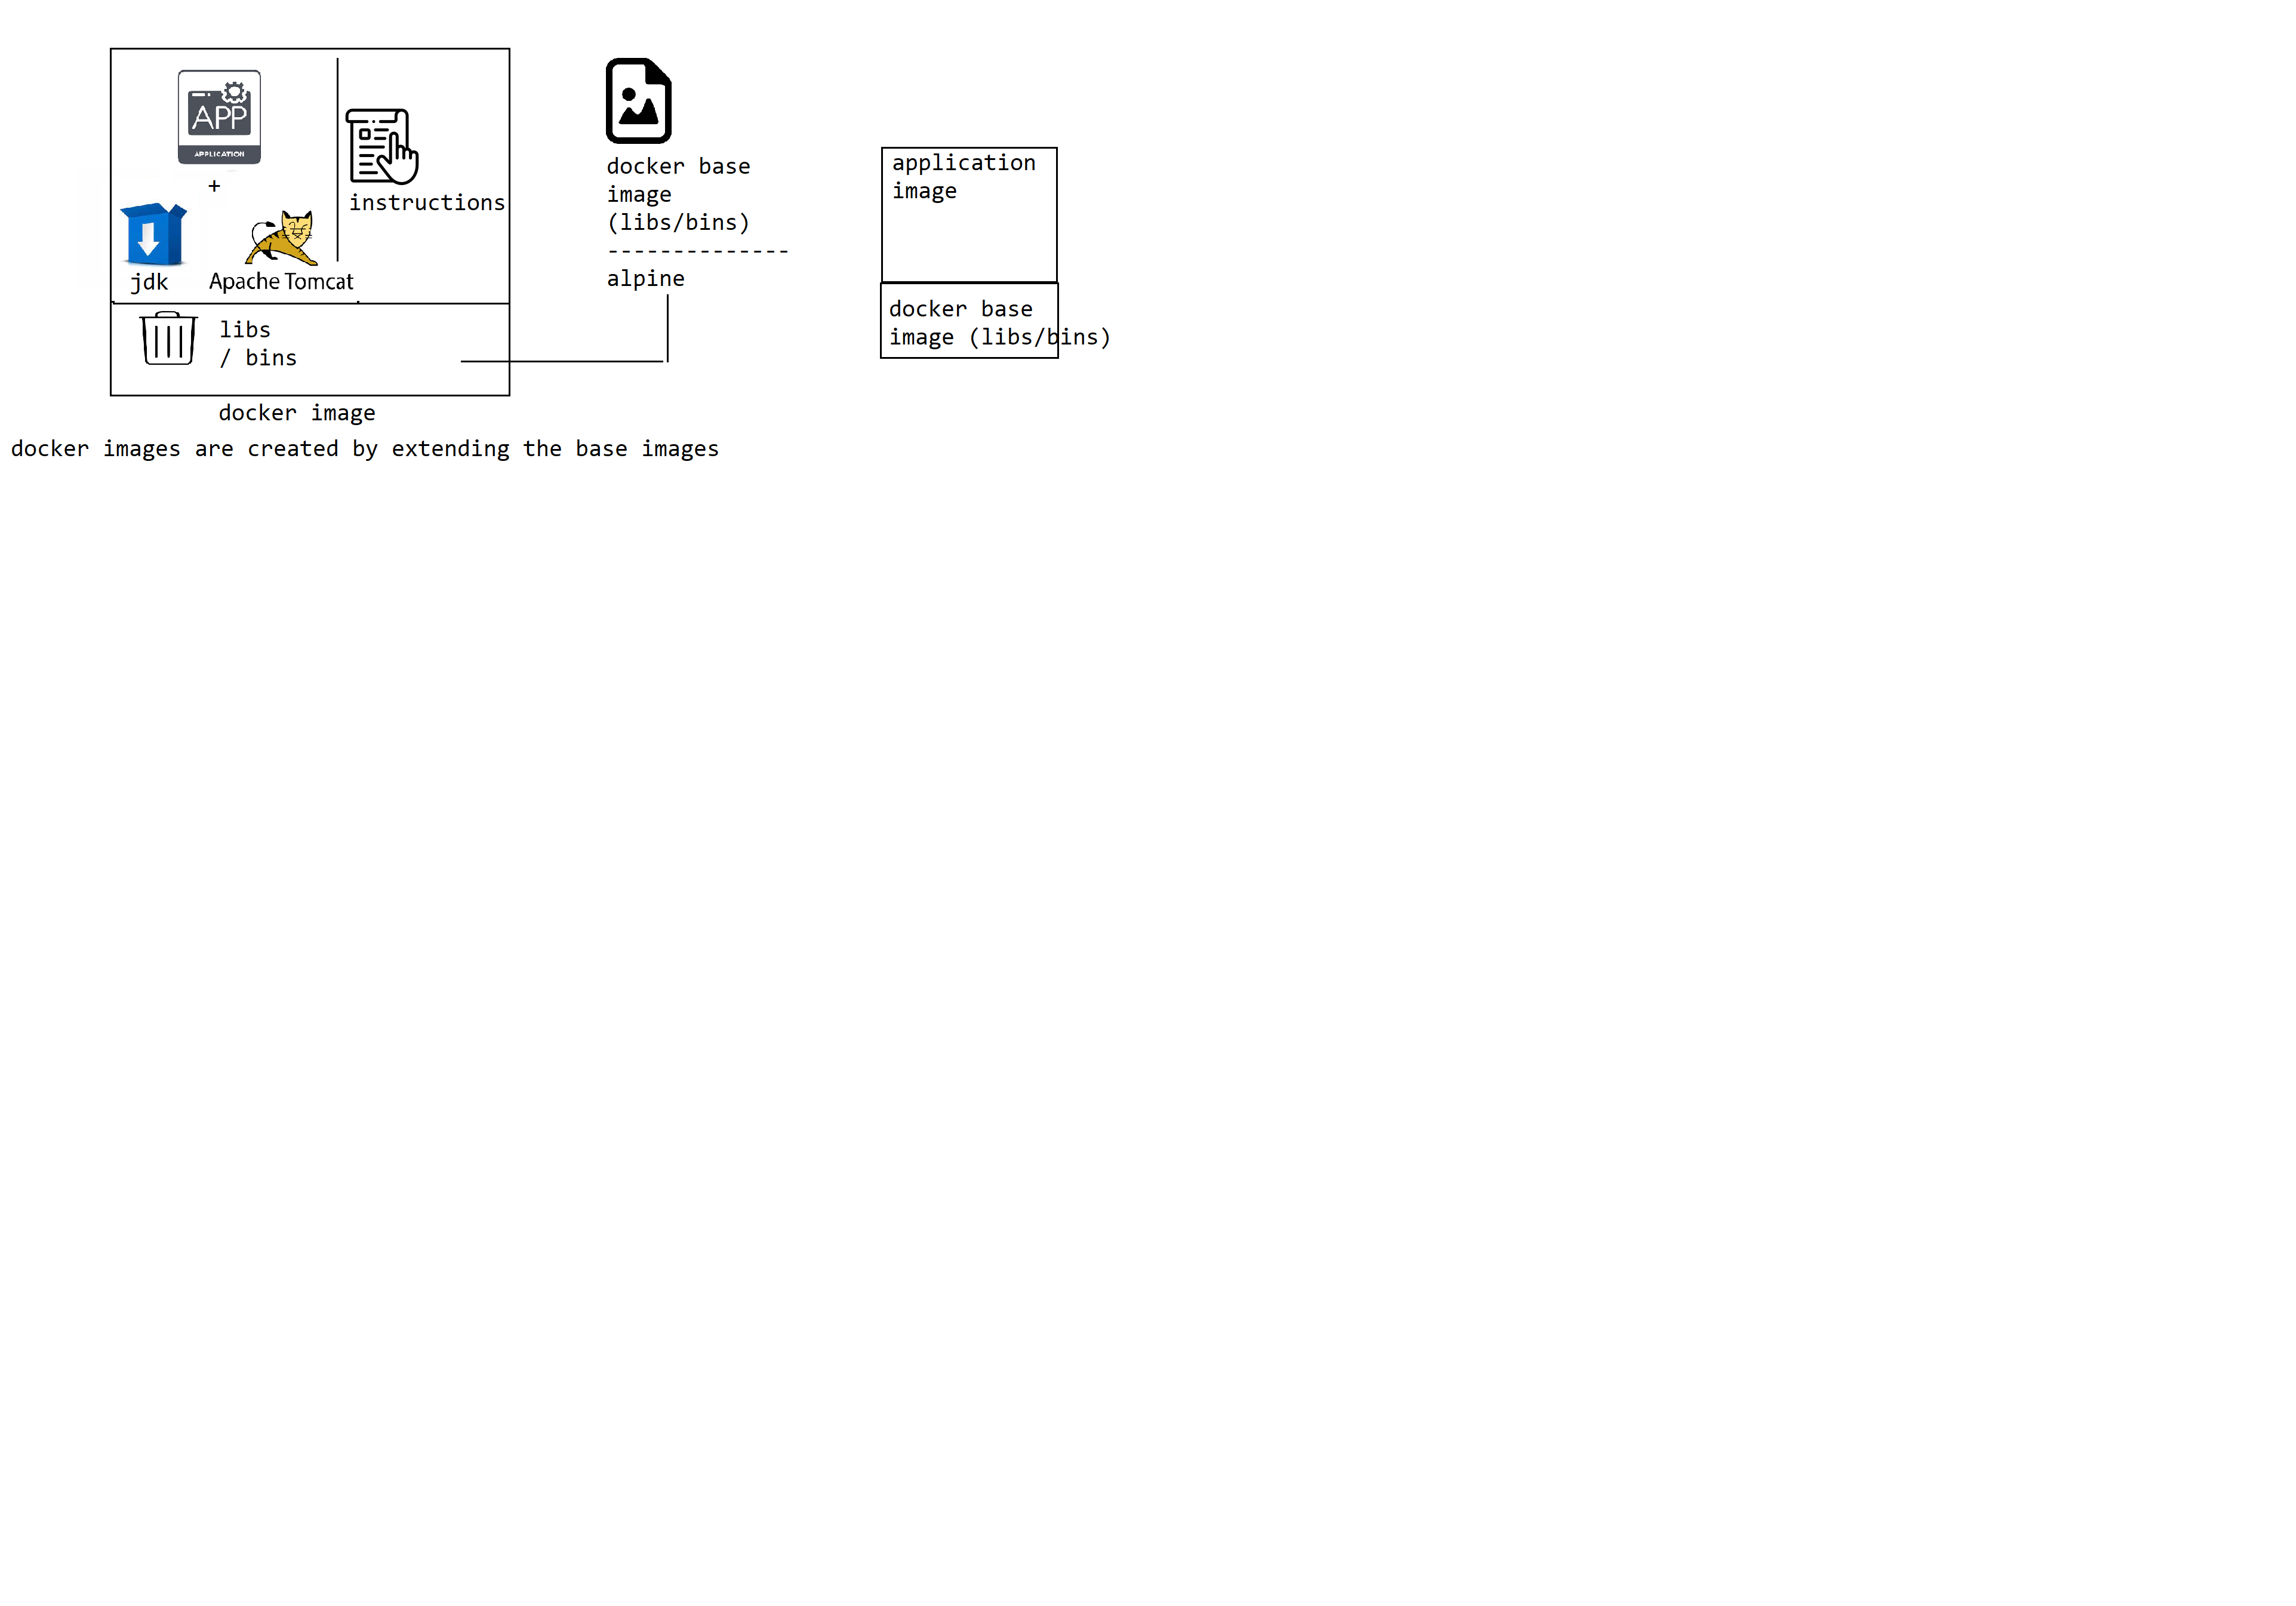 APP
APPLICATION
+
jdk
Apache Tomcat
instructions
libs
/ bins
docker image
docker images are created by extending the base images
docker base
image
(libs/bins)
--------------
alpine
application
image
docker base
image (libs/bins)